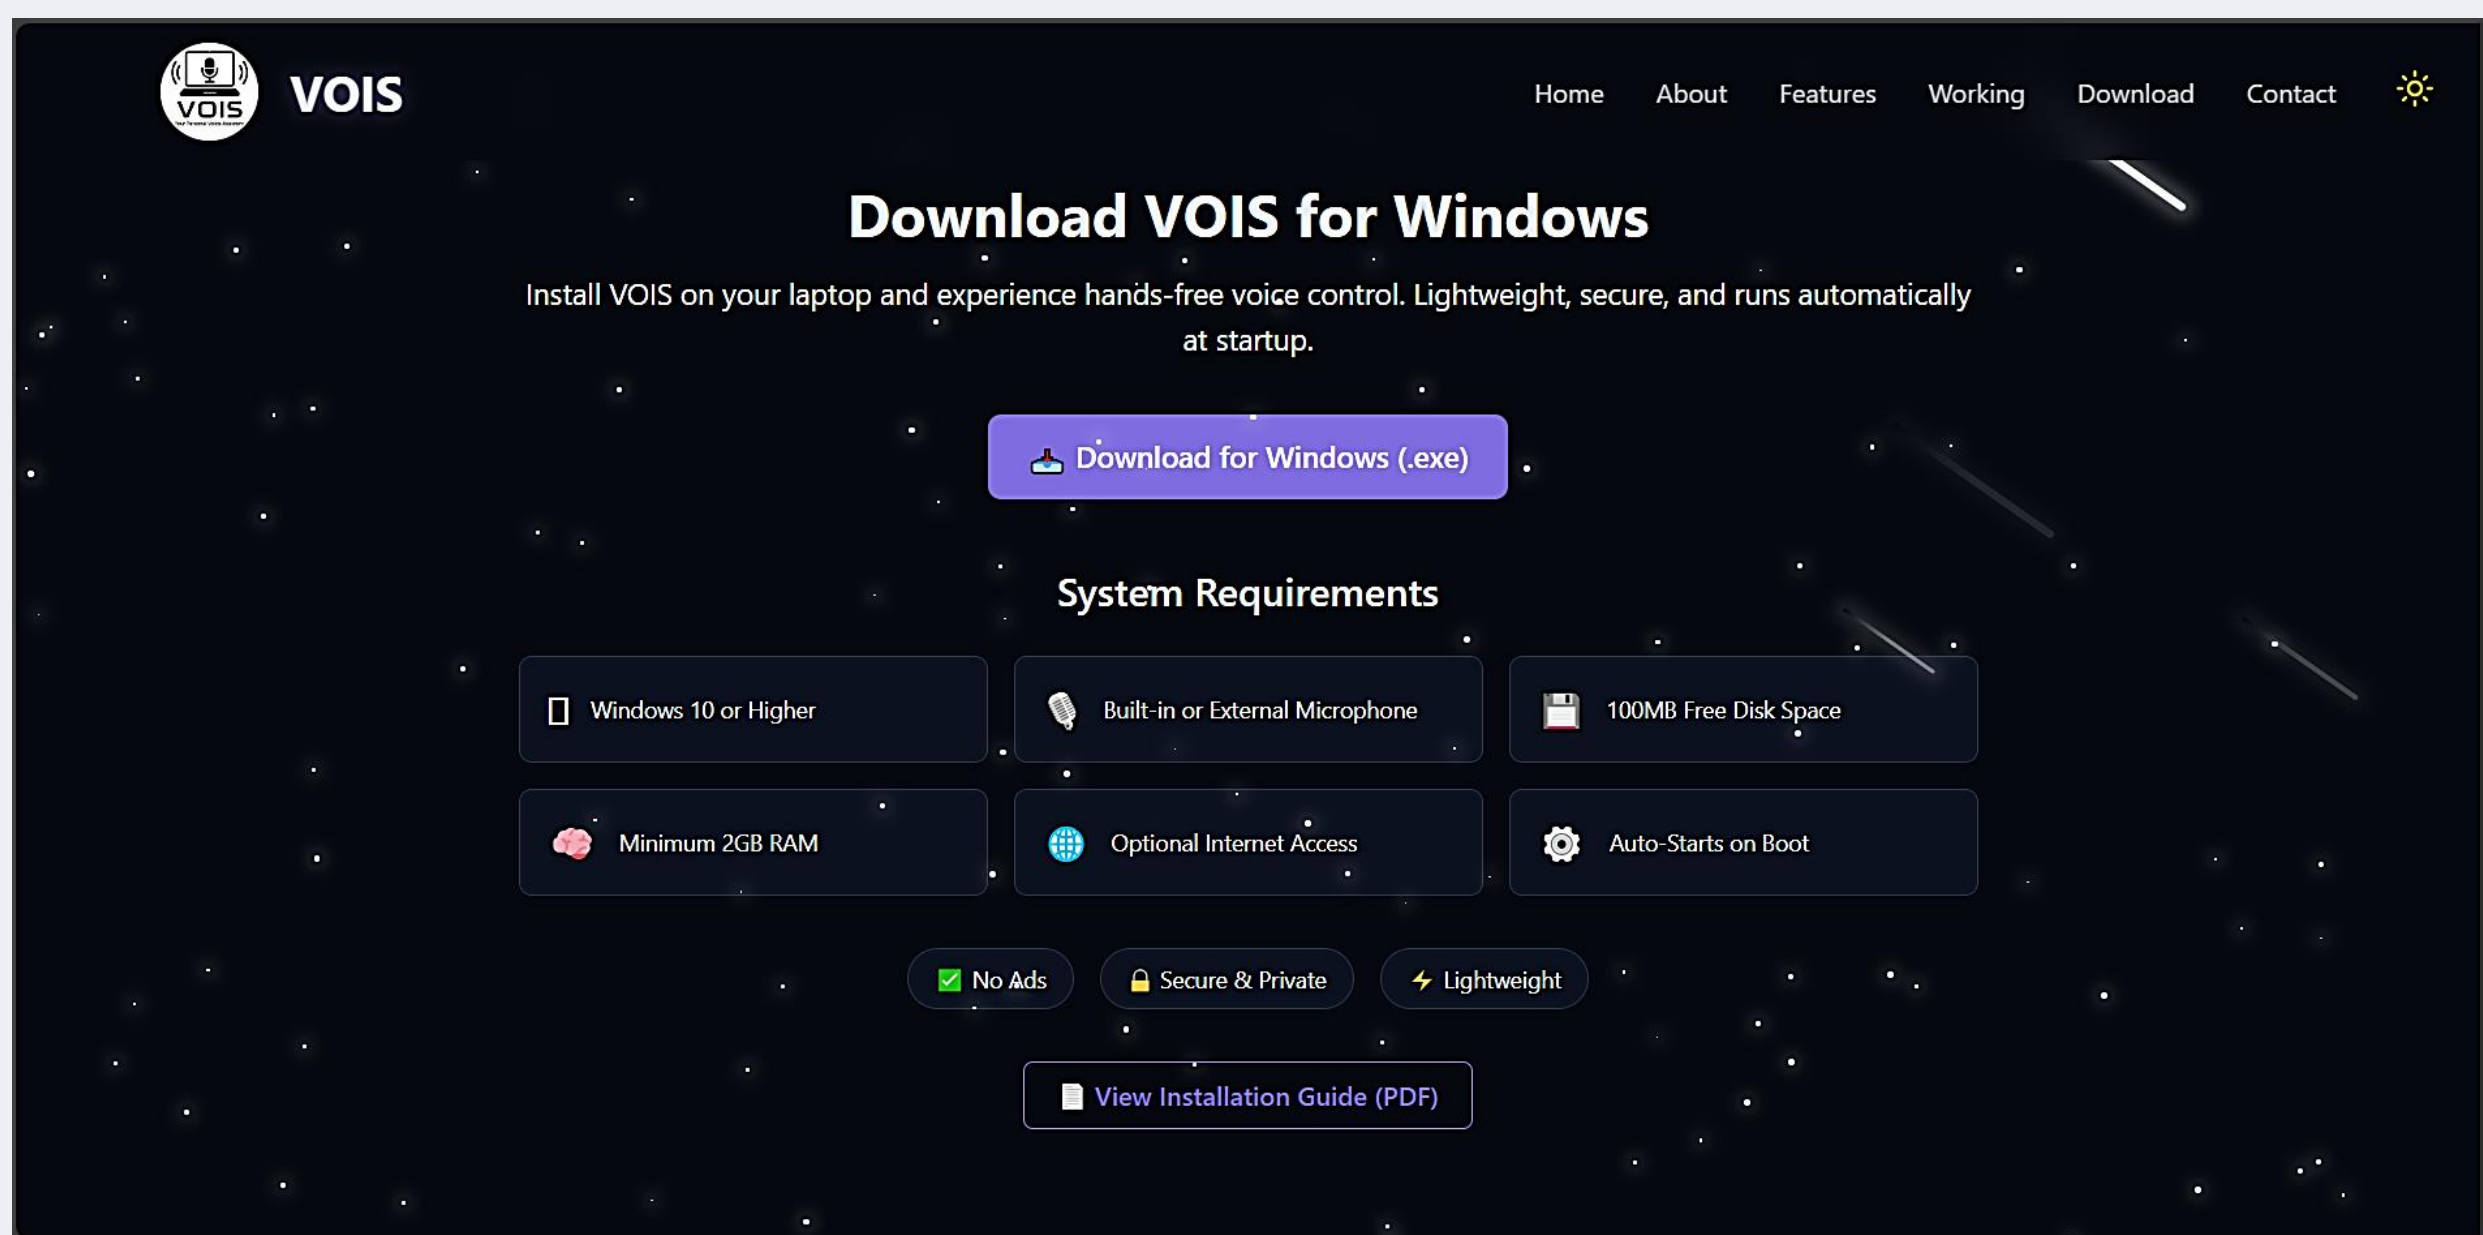 VOIS
VOIS
Home About Features Working Download Contact
Download VOIS for Windows
Install VOIS on your laptop and experience hands-free voice control. Lightweight, secure, and runs automatically
at startup.
📥 Download for Windows (.exe)
System Requirements
Windows 10 or Higher
🎙️ Built-in or External Microphone
💾 100MB Free Disk Space
🧠 Minimum 2GB RAM
🌐 Optional Internet Access
⚙️ Auto-Starts on Boot
✅ No Ads
🔒 Secure & Private
⚡ Lightweight
📄 View Installation Guide (PDF)